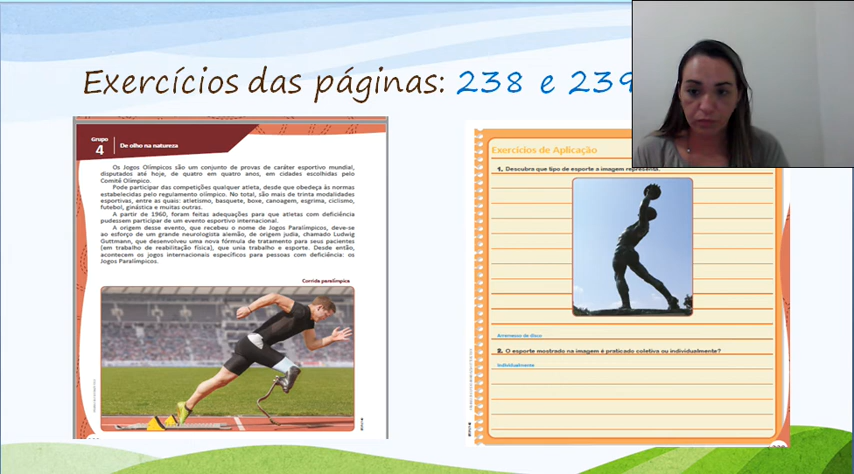 Exercícios das páginas: 238 e 239
Grupo
4
De olho na natureza
Os Jogos Olímpicos são um conjunto de provas de caráter esportivo mundial,
disputados até hoje, de quatro em quatro anos, em cidades escolhidas pelo
Comitê Olímpico.
Pode participar das competições qualquer atleta, desde que obedeça às normas
estabelecidas pelo regulamento olímpico. No total, são mais de trinta modalidades
esportivas, entre as quais: atletismo, basquete, boxe, canoagem, esgrima, ciclismo,
futebol, ginástica e muitas outras.
A partir de 1960, foram feitas adequações para que atletas com deficiência
pudessem participar de um evento esportivo internacional.
A origem desse evento, que recebeu o nome de Jogos Paralímpicos, deve-se
ao esforço de um grande neurologista alemão, de origem judia, chamado Ludwig
Guttmann, que desenvolveu uma nova fórmula de tratamento para seus pacientes
(em trabalho de reabilitação física), que unia trabalho e esporte. Desde então,
acontecem os jogos internacionais específicos para pessoas com deficiência: os
Jogos Paralímpicos.
Corrida paralímpica
Exercícios de Aplicação
1. Descubra que tipo de esporte a imagem representa.
Arremesso de disco
2. O esporte mostrado na imagem é praticado coletiva ou individualmente?
Individualmente